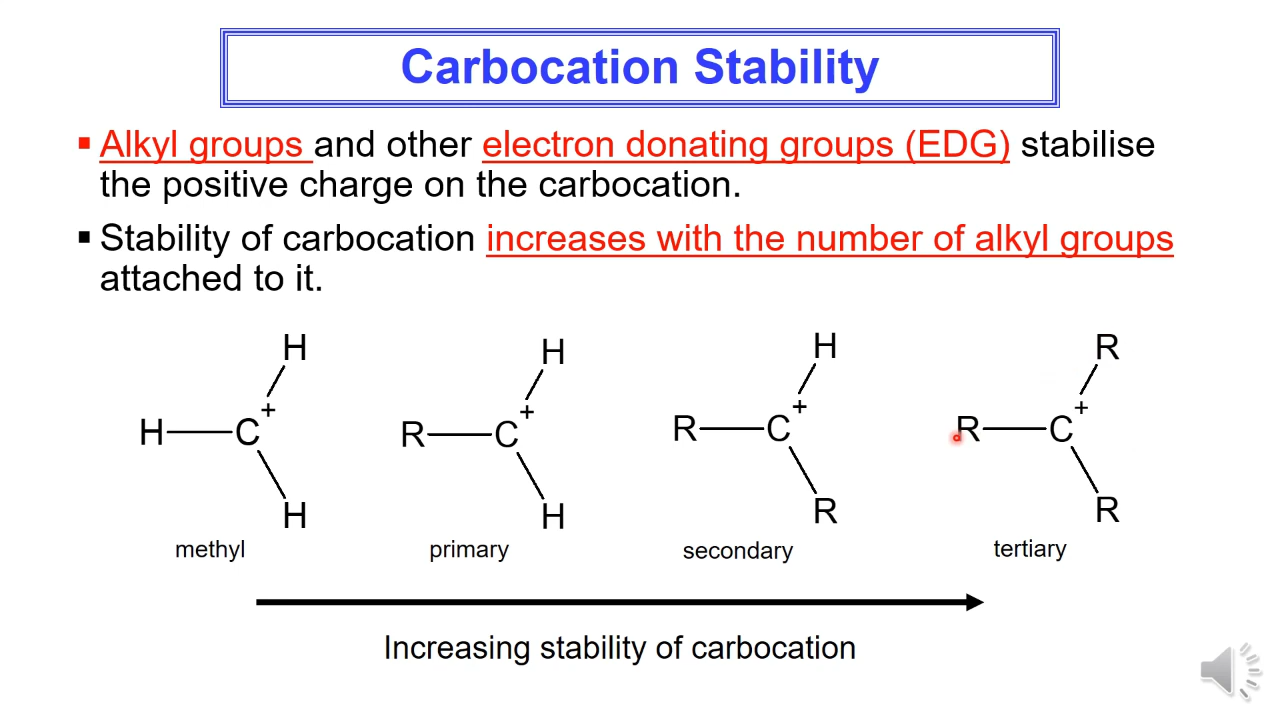 Carbocation Stability
▪ Alkyl groups and other electron donating groups (EDG) stabilise
the positive charge on the carbocation.
▪ Stability of carbocation increases with the number of alkyl groups
attached to it.
H H H R
H C + R C + R C + R C +
H H R R
methyl primary secondary tertiary
Increasing stability of carbocation